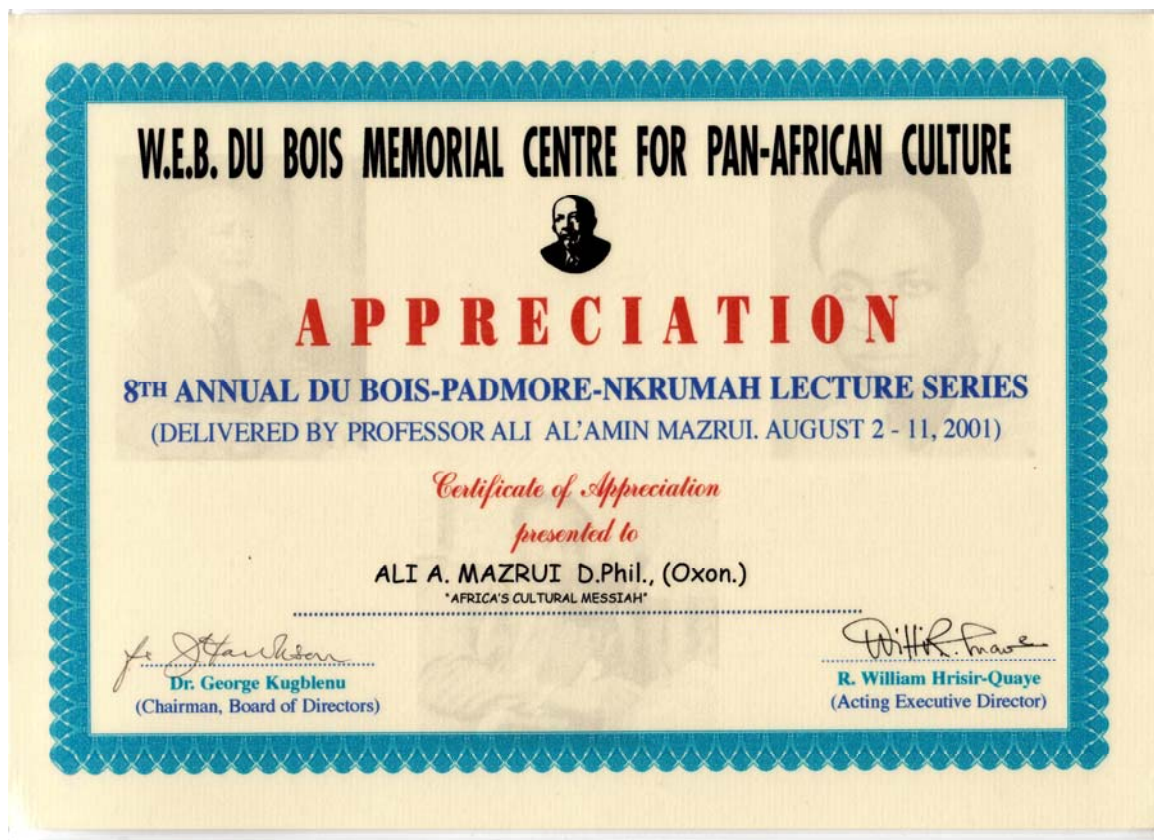 W.E.B. DU BOIS MEMORIAL CENTRE FOR PAN-AFRICAN CULTURE
APPRECIATION
8TH ANNUAL DU BOIS-PADMORE-NKRUMAH LECTURE SERIES
(DELIVERED BY PROFESSOR ALI AL'AMIN MAZRUI. AUGUST 2 - 11, 2001)
Certificate of Appreciation
presented to
ALI A. MAZRUI D.Phil., (Oxon.)
"AFRICA'S CULTURAL MESSIAH"
Dr. George Kugblenu
(Chairman, Board of Directors)
R. William Hrisir-Quaye
(Acting Executive Director)